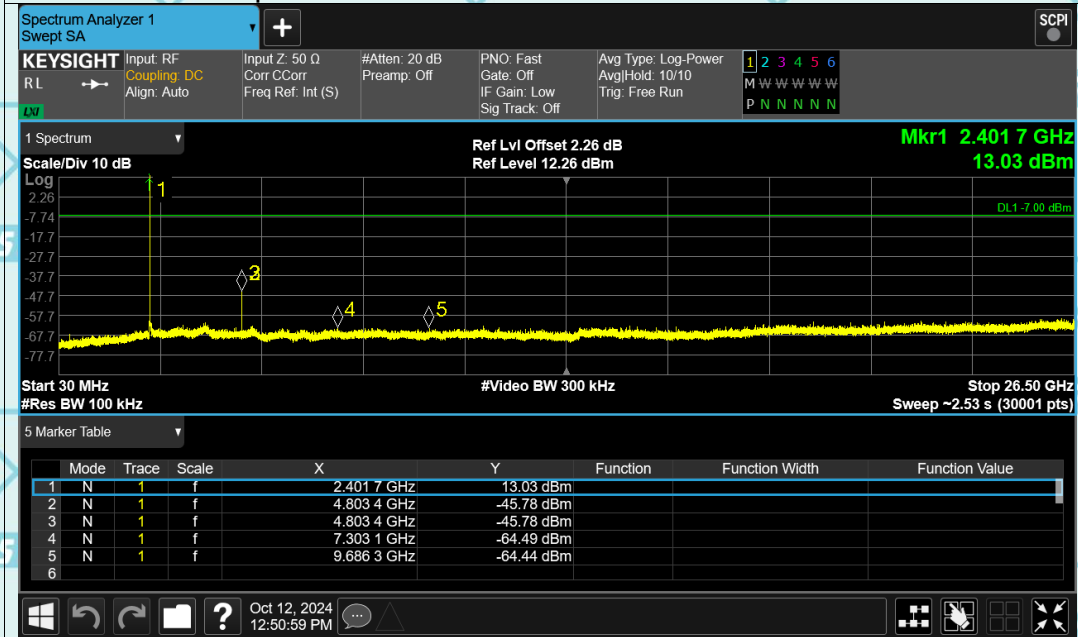 Spectrum Analyzer 1
Swept SA
+
SCPI
KEYSIGHT Input: RF Input Z: 50 Ω #Atten: 20 dB PNO: Fast Avg Type: Log-Power 1 2 3 4 5 6
RL Coupling: DC Corr CCorr Preamp: Off Gate: Off Avg|Hold: 10/10 M W W W W W
Align: Auto Freq Ref: Int (S) IF Gain: Low Trig: Free Run
LXI Sig Track: Off P N N N N N
1 Spectrum
Ref Lvl Offset 2.26 dB Mkr1 2.401 7 GHz
Scale/Div 10 dB Ref Level 12.26 dBm 13.03 dBm
Log
1
2.26
DL1 -7.00 dBm
-7.74
-17.7
-27.7
-37.7
3
-47.7
4 5
-57.7
-67.7
-77.7
Start 30 MHz #Video BW 300 kHz Stop 26.50 GHz
#Res BW 100 kHz Sweep ~2.53 s (30001 pts)
5 Marker Table
Mode Trace Scale X Y Function Function Width Function Value
1 N 1 f 2.401 7 GHz 13.03 dBm
2 N 1 f 4.803 4 GHz -45.78 dBm
3 N 1 f 4.803 4 GHz -45.78 dBm
4 N 1 f 7.303 1 GHz -64.49 dBm
5 N 1 f 9.686 3 GHz -64.44 dBm
6
? Oct 12, 2024
12:50:59 PM